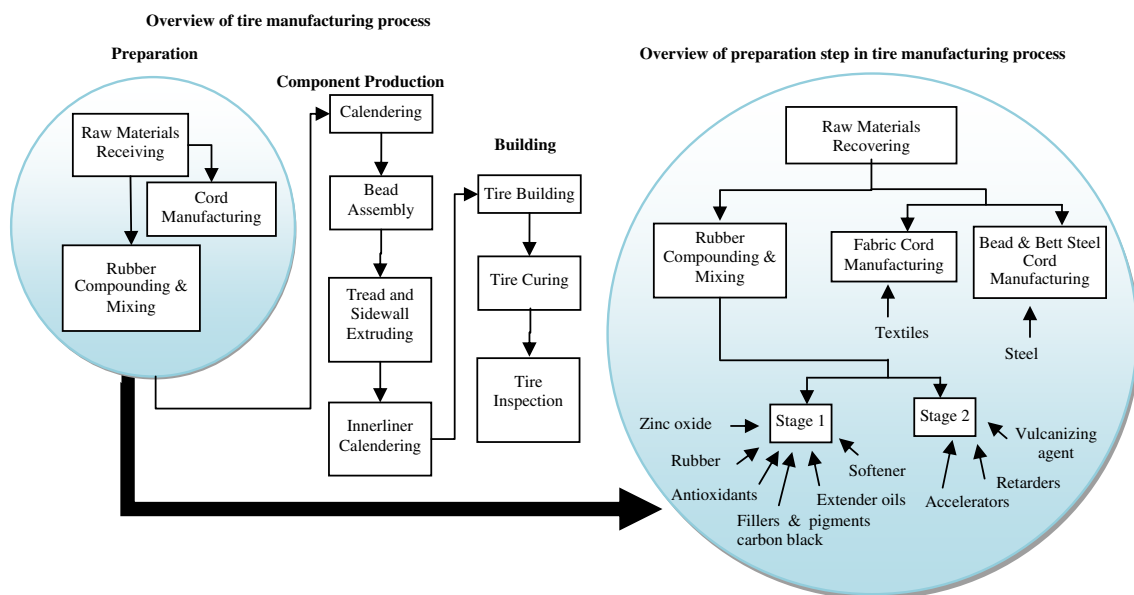 Overview of tire manufacturing process
Preparation
Raw Materials
Receiving
Cord
Manufacturing
Rubber
Compounding &
Mixing
Component Production
Calendering
Bead
Assembly
Tread and
Sidewall
Extruding
Innerliner
Calendering
Building
Tire Building
Tire Curing
Tire
Inspection
Overview of preparation step in tire manufacturing process
Raw Materials
Recovering
Rubber
Compounding &
Mixing
Fabric Cord
Manufacturing
Bead & Bett Steel
Cord
Manufacturing
Textiles
Steel
Stage 1
Stage 2
Zinc oxide
Rubber
Antioxidants
Fillers & pigments
carbon black
Extender oils
Softener
Accelerators
Retarders
Vulcanizing
agent